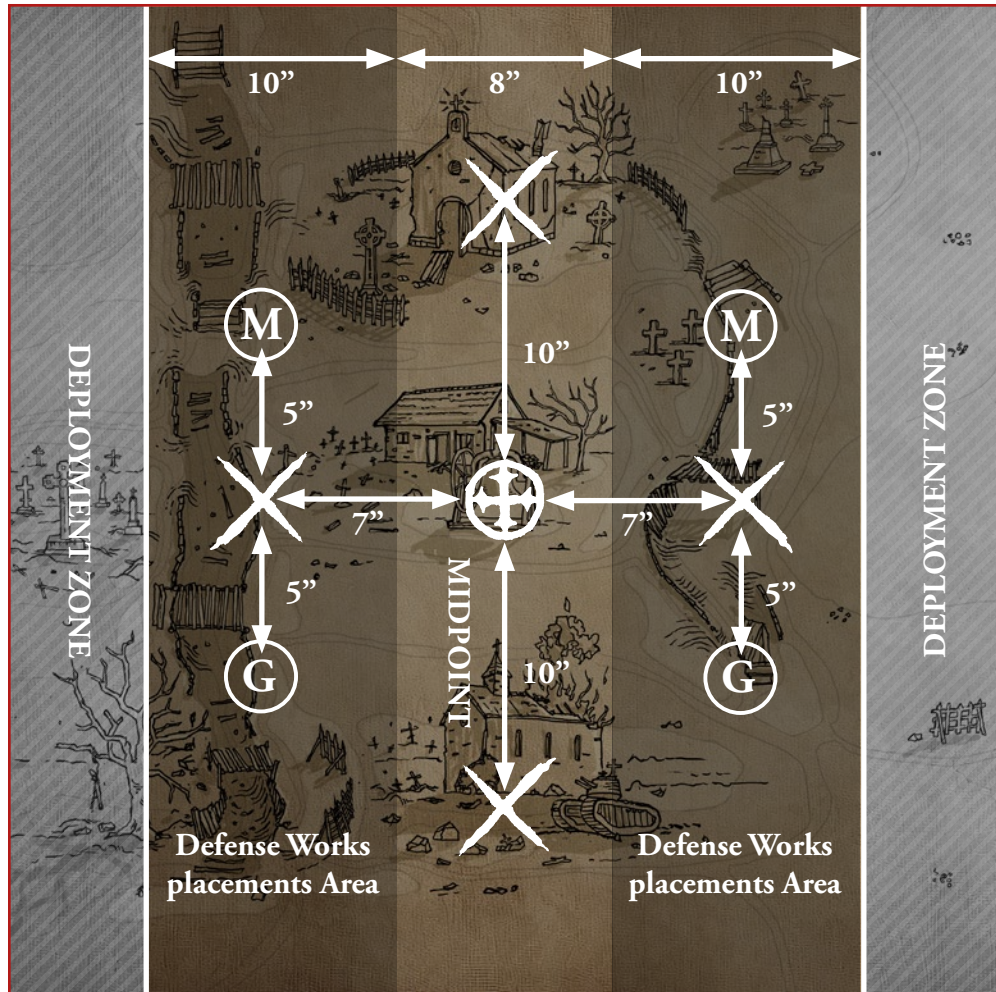 10”
8”
10”
M
M
10”
5”
5”
DEPLOYMENT ZONE
DEPLOYMENT ZONE
7”
7”
MIDPOINT
5”
5”
G
G
10”
Defense Works
placements Area
Defense Works
placements Area